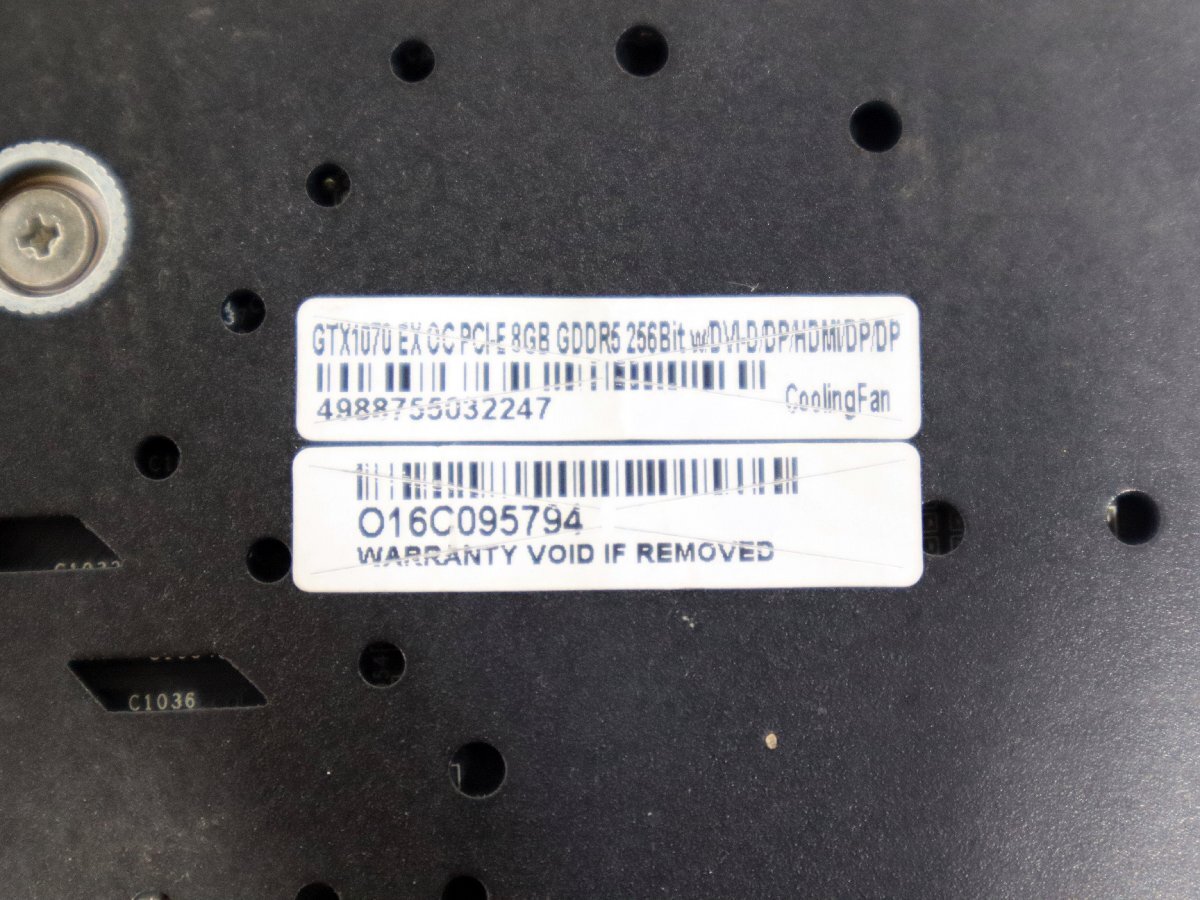 GTX1070 EX OC PCI-E 8GB GDDR5 256Bit w/DVI-D/DP/HDMI/DP/DP
4988755032247
CoolingFan
O16C095794
WARRANTY VOID IF REMOVED
C1036